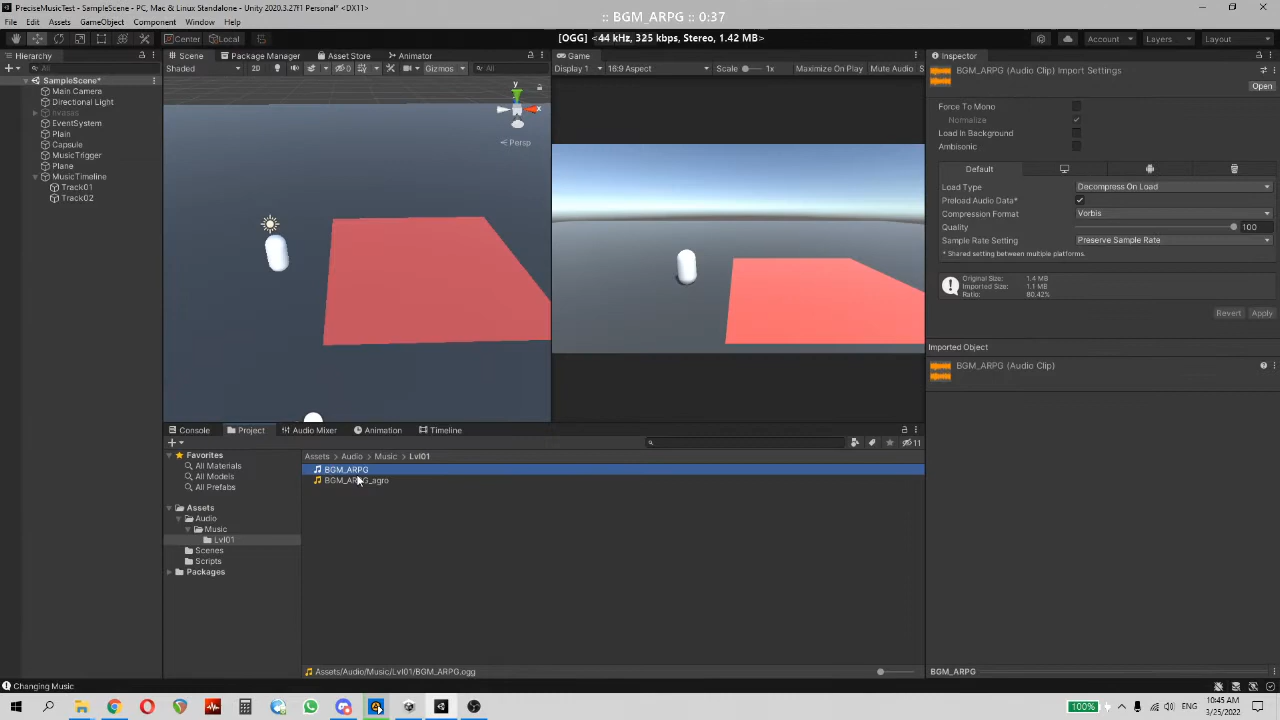 PeciseMusicTest - SampleScene - PC, Mac & Linux Standalone - Unity 2020.3.27f1 Personal* <DX11>
:: BGM_ARPG :: 0:37
File Edit Assets GameObject Component Window Help
[OGG] <44 kHz, 325 kbps, Stereo, 1.42 MB>
Center Local
Account Layers Layout
Hierarchy
Scene Package Manager Asset Store Animator
Game
Inspector
All
Shaded 2D 0 Gizmos All
Display 1 16:9 Aspect Scale 1x Maximize On Play Mute Audio S
SampleScene*
Main Camera
Directional Light
nvasas
EventSystem
Plain
Capsule
MusicTrigger
Plane
MusicTimeline
Track01
Track02
y
x
Persp
BGM_ARPG (Audio Clip) Import Settings
Open
Force To Mono
Normalize
Load In Background
Ambisonic
Default
Load Type Decompress On Load
Preload Audio Data*
Compression Format Vorbis
Quality 100
Sample Rate Setting Preserve Sample Rate
* Shared setting between multiple platforms.
Original Size: 1.4 MB
Imported Size: 1.1 MB
Ratio: 80.42%
Revert Apply
Imported Object
BGM_ARPG (Audio Clip)
Console Project Audio Mixer Animation Timeline
11
Favorites
All Materials
All Models
All Prefabs
Assets
Audio
Music
Lvl01
Scenes
Scripts
Packages
Assets Audio Music Lvl01
BGM_ARPG
BGM_ARPG_agro
Assets/Audio/Music/Lvl01/BGM_ARPG.ogg
BGM_ARPG
Changing Music
100%
ENG
10:45 AM
3/25/2022